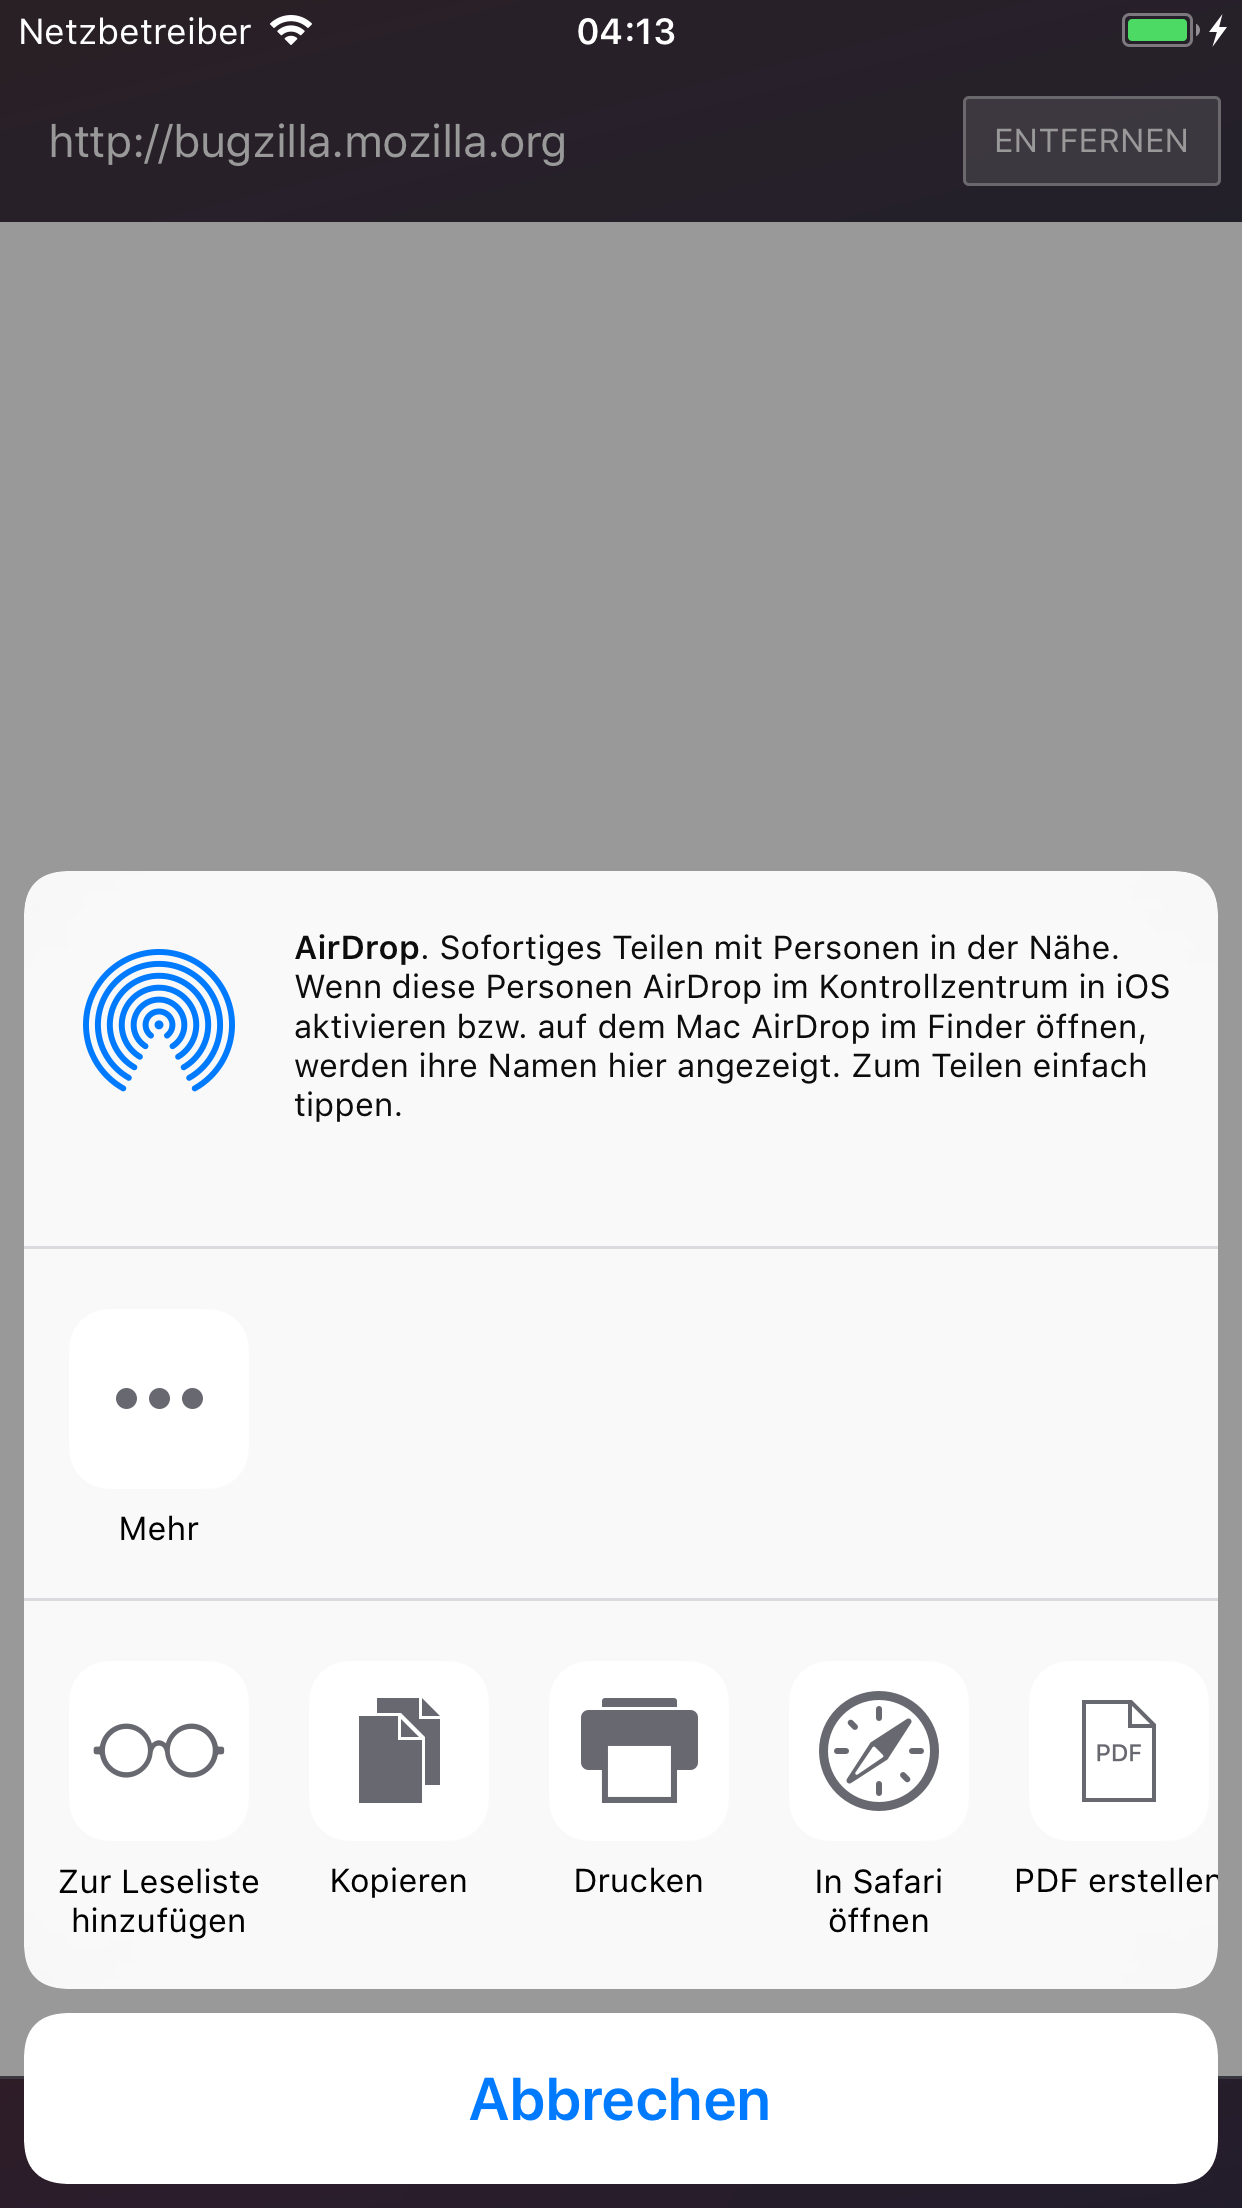 Netzbetreiber 04:13
http://bugzilla.mozilla.org ENTFERNEN
AirDrop. Sofortiges Teilen mit Personen in der Nähe.
Wenn diese Personen AirDrop im Kontrollzentrum in iOS
aktivieren bzw. auf dem Mac AirDrop im Finder öffnen,
werden ihre Namen hier angezeigt. Zum Teilen einfach
tippen.
Mehr
PDF
Zur Leseliste
hinzufügen
Kopieren
Drucken
In Safari
öffnen
PDF erstellen
Abbrechen